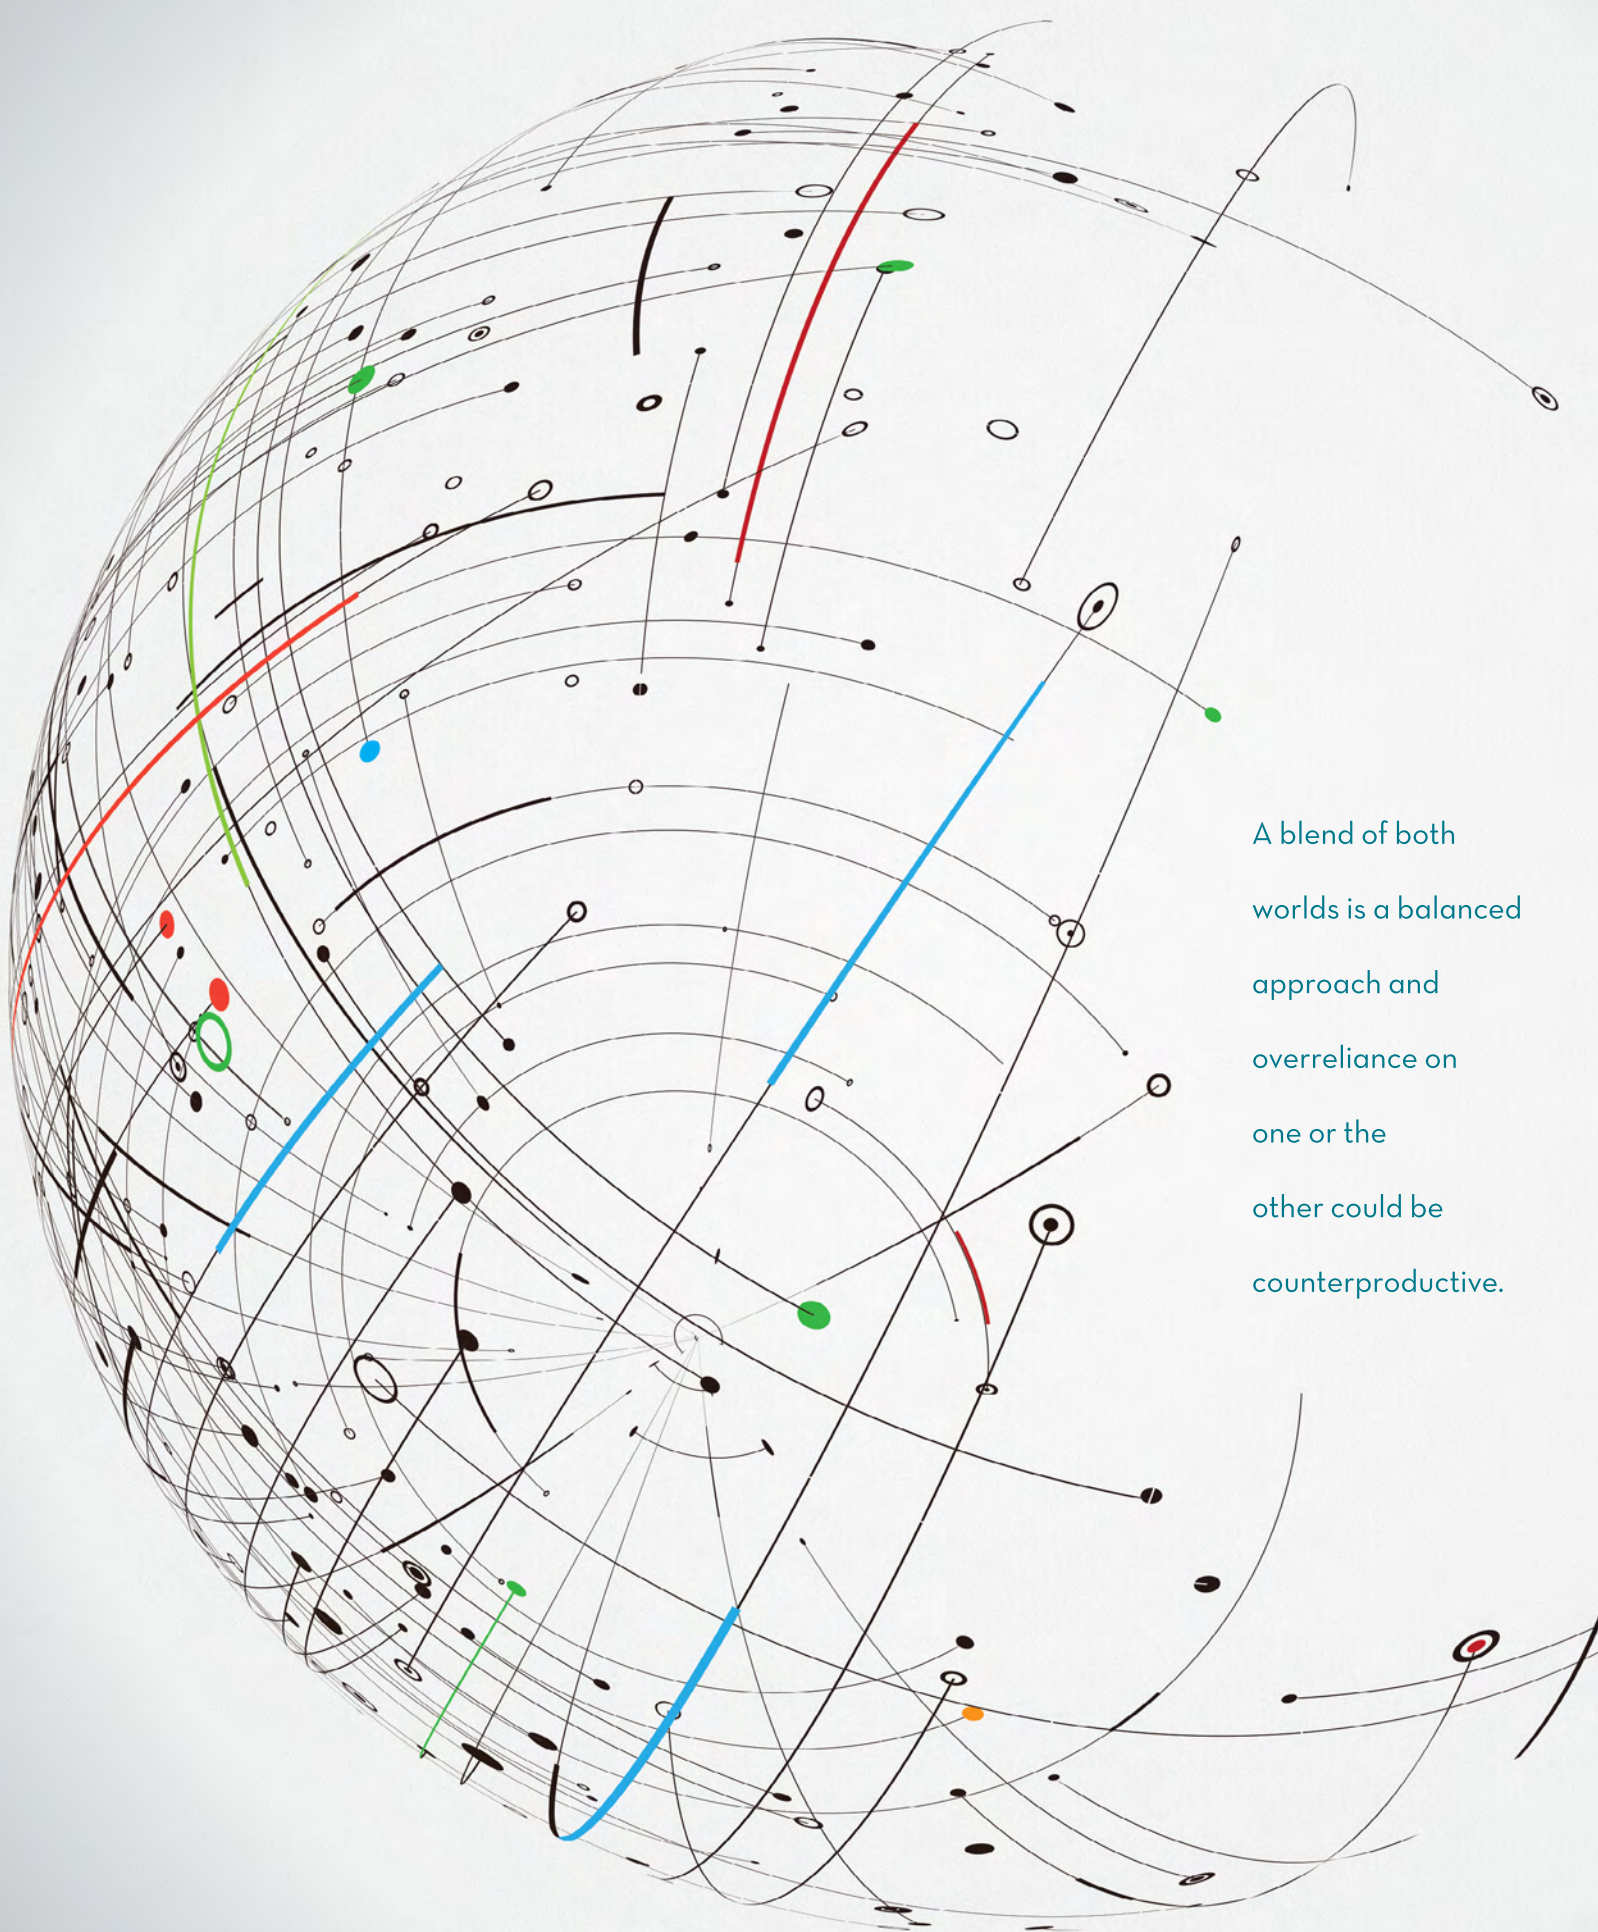 A blend of both
worlds is a balanced
approach and
overreliance on
one or the
other could be
counterproductive.